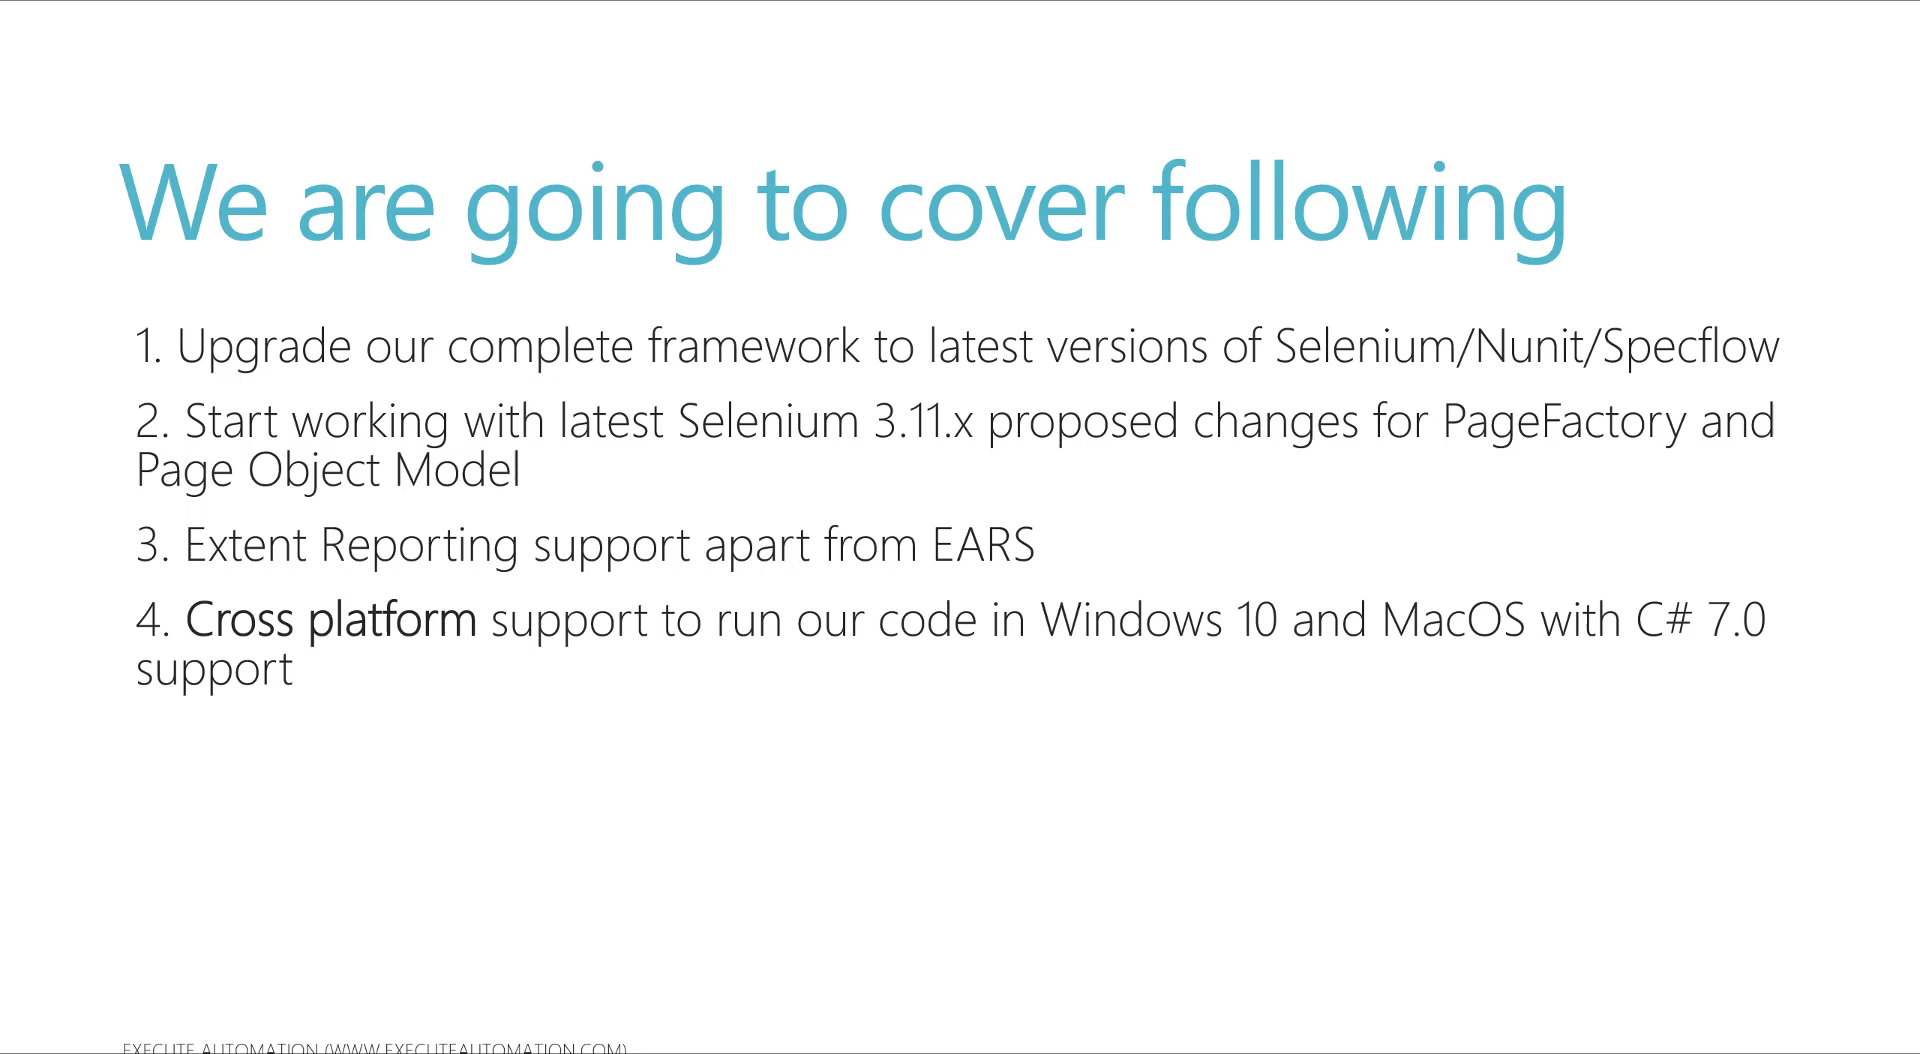 We are going to cover following
1. Upgrade our complete framework to latest versions of Selenium/Nunit/Specflow
2. Start working with latest Selenium 3.11.x proposed changes for PageFactory and
Page Object Model
3. Extent Reporting support apart from EARS
4. Cross platform support to run our code in Windows 10 and MacOS with C# 7.0
support
EXECUTE AUTOMATION (WWW.EXECUTEAUTOMATION.COM)